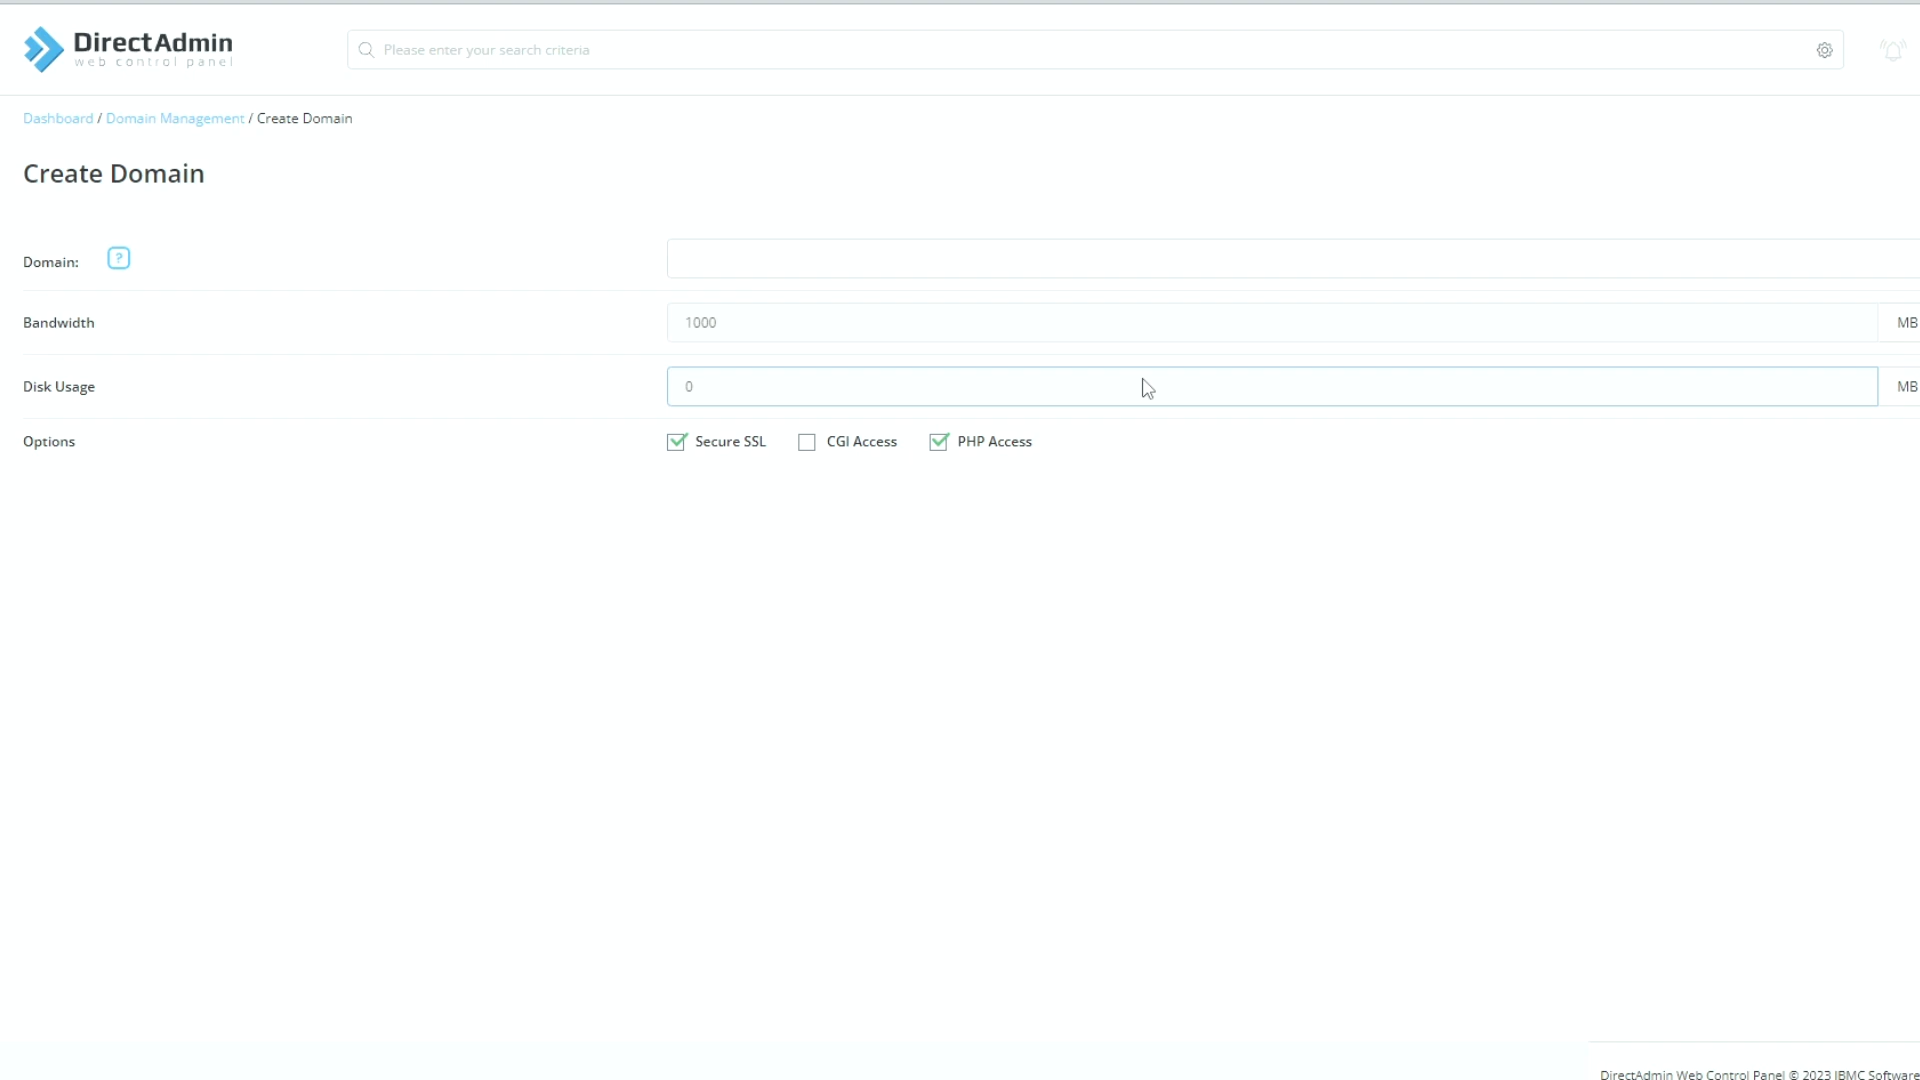 DirectAdmin
web control panel
Please enter your search criteria
Dashboard / Domain Management / Create Domain
Create Domain
Domain: ?
Bandwidth 1000 MB
Disk Usage 0 MB
Options Secure SSL CGI Access PHP Access
DirectAdmin Web Control Panel © 2023 JBMC Software